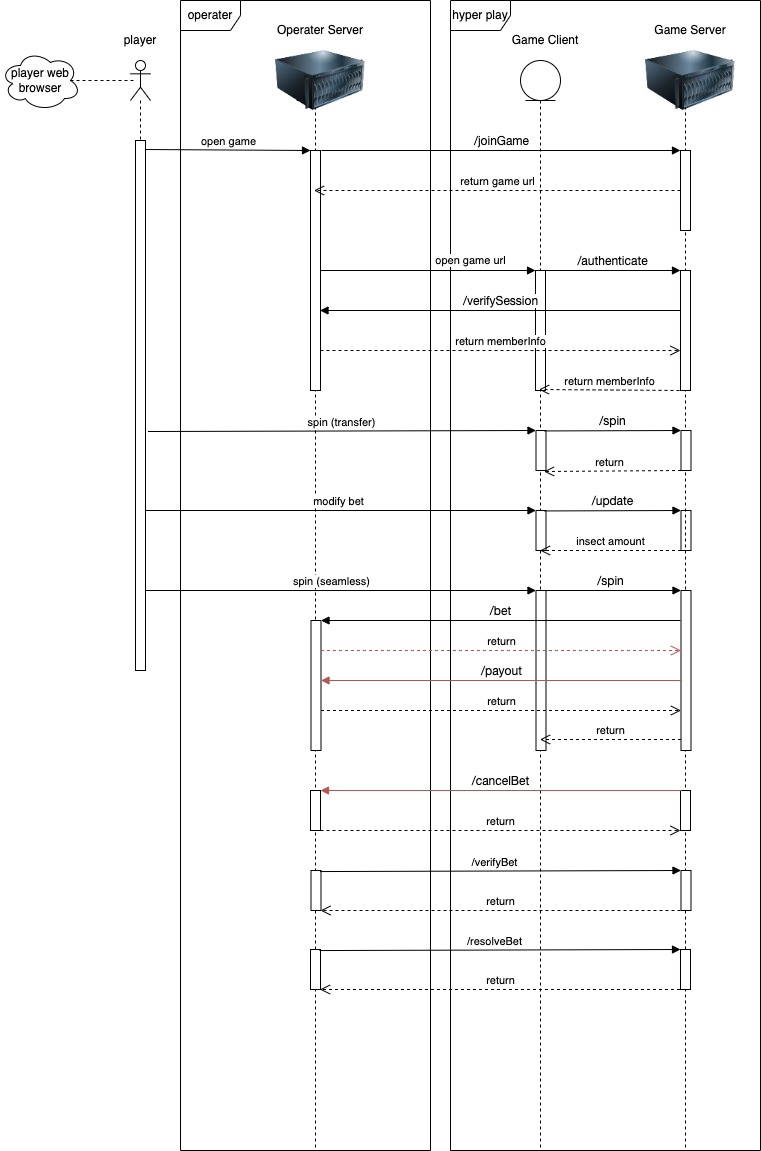 operater
hyper play
Operater Server
Game Client
Game Server
player
player web
browser
open game
/joinGame
return game url
open game url
/authenticate
/verifySession
return memberInfo
return memberInfo
spin (transfer)
/spin
return
modify bet
/update
insect amount
spin (seamless)
/spin
/bet
return
/payout
return
return
/cancelBet
return
/verifyBet
return
/resolveBet
return